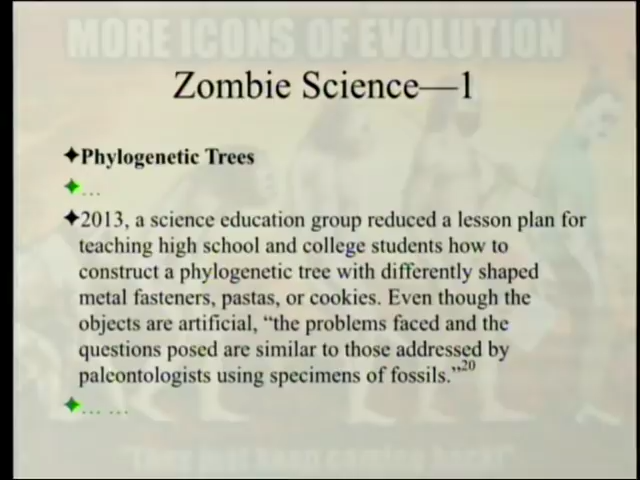 MORE ICONS OF EVOLUTION
Zombie Science—1
✦Phylogenetic Trees
✦...
✦2013, a science education group reduced a lesson plan for
teaching high school and college students how to
construct a phylogenetic tree with differently shaped
metal fasteners, pastas, or cookies. Even though the
objects are artificial, “the problems faced and the
questions posed are similar to those addressed by
paleontologists using specimens of fossils.”20
✦... ...
"They just keep coming back!"